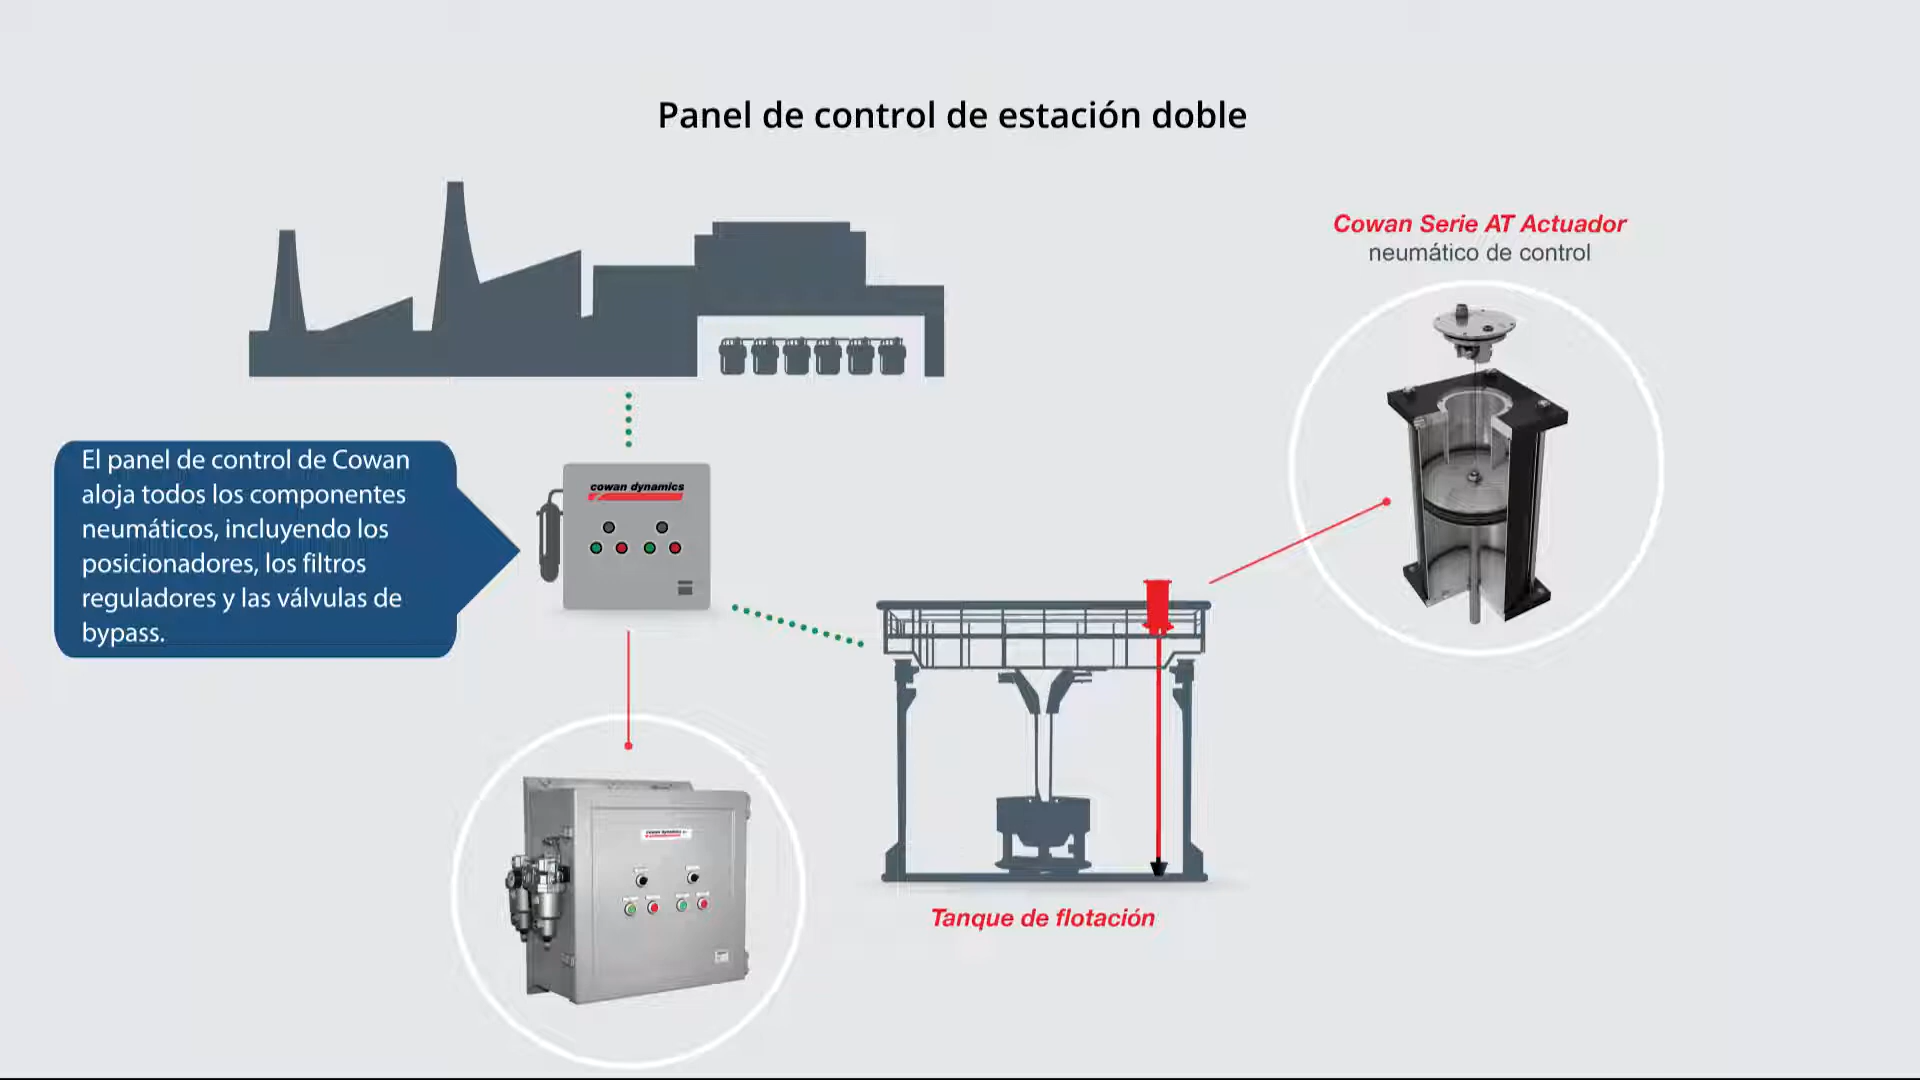 Panel de control de estación doble
Cowan Serie AT Actuador
neumático de control
El panel de control de Cowan
aloja todos los componentes
neumáticos, incluyendo los
posicionadores, los filtros
reguladores y las válvulas de
bypass.
cowan dynamics
cowan dynamics
Tanque de flotación